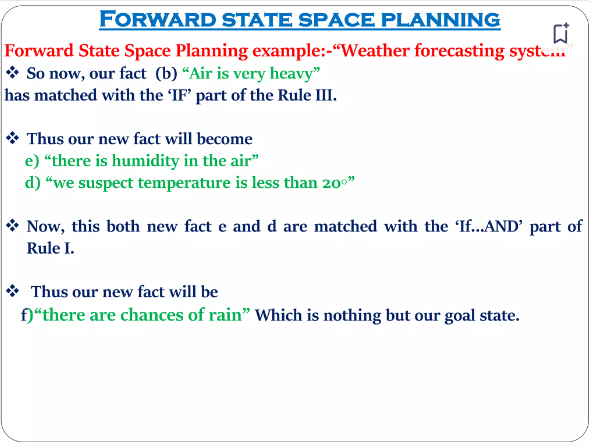 FORWARD STATE SPACE PLANNING
Forward State Space Planning example:-“Weather forecasting system
❖ So now, our fact (b) “Air is very heavy”
has matched with the ‘IF’ part of the Rule III.
❖ Thus our new fact will become
e) “there is humidity in the air”
d) “we suspect temperature is less than 20○”
❖ Now, this both new fact e and d are matched with the ‘If...AND’ part of
Rule I.
❖ Thus our new fact will be
f)“there are chances of rain” Which is nothing but our goal state.